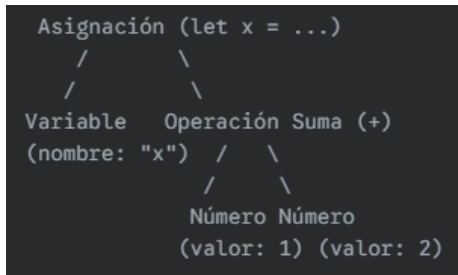 Asignación (let x = ...)
/ \
/ \
Variable Operación Suma (+)
(nombre: "x") / \
/ \
Número Número
(valor: 1) (valor: 2)